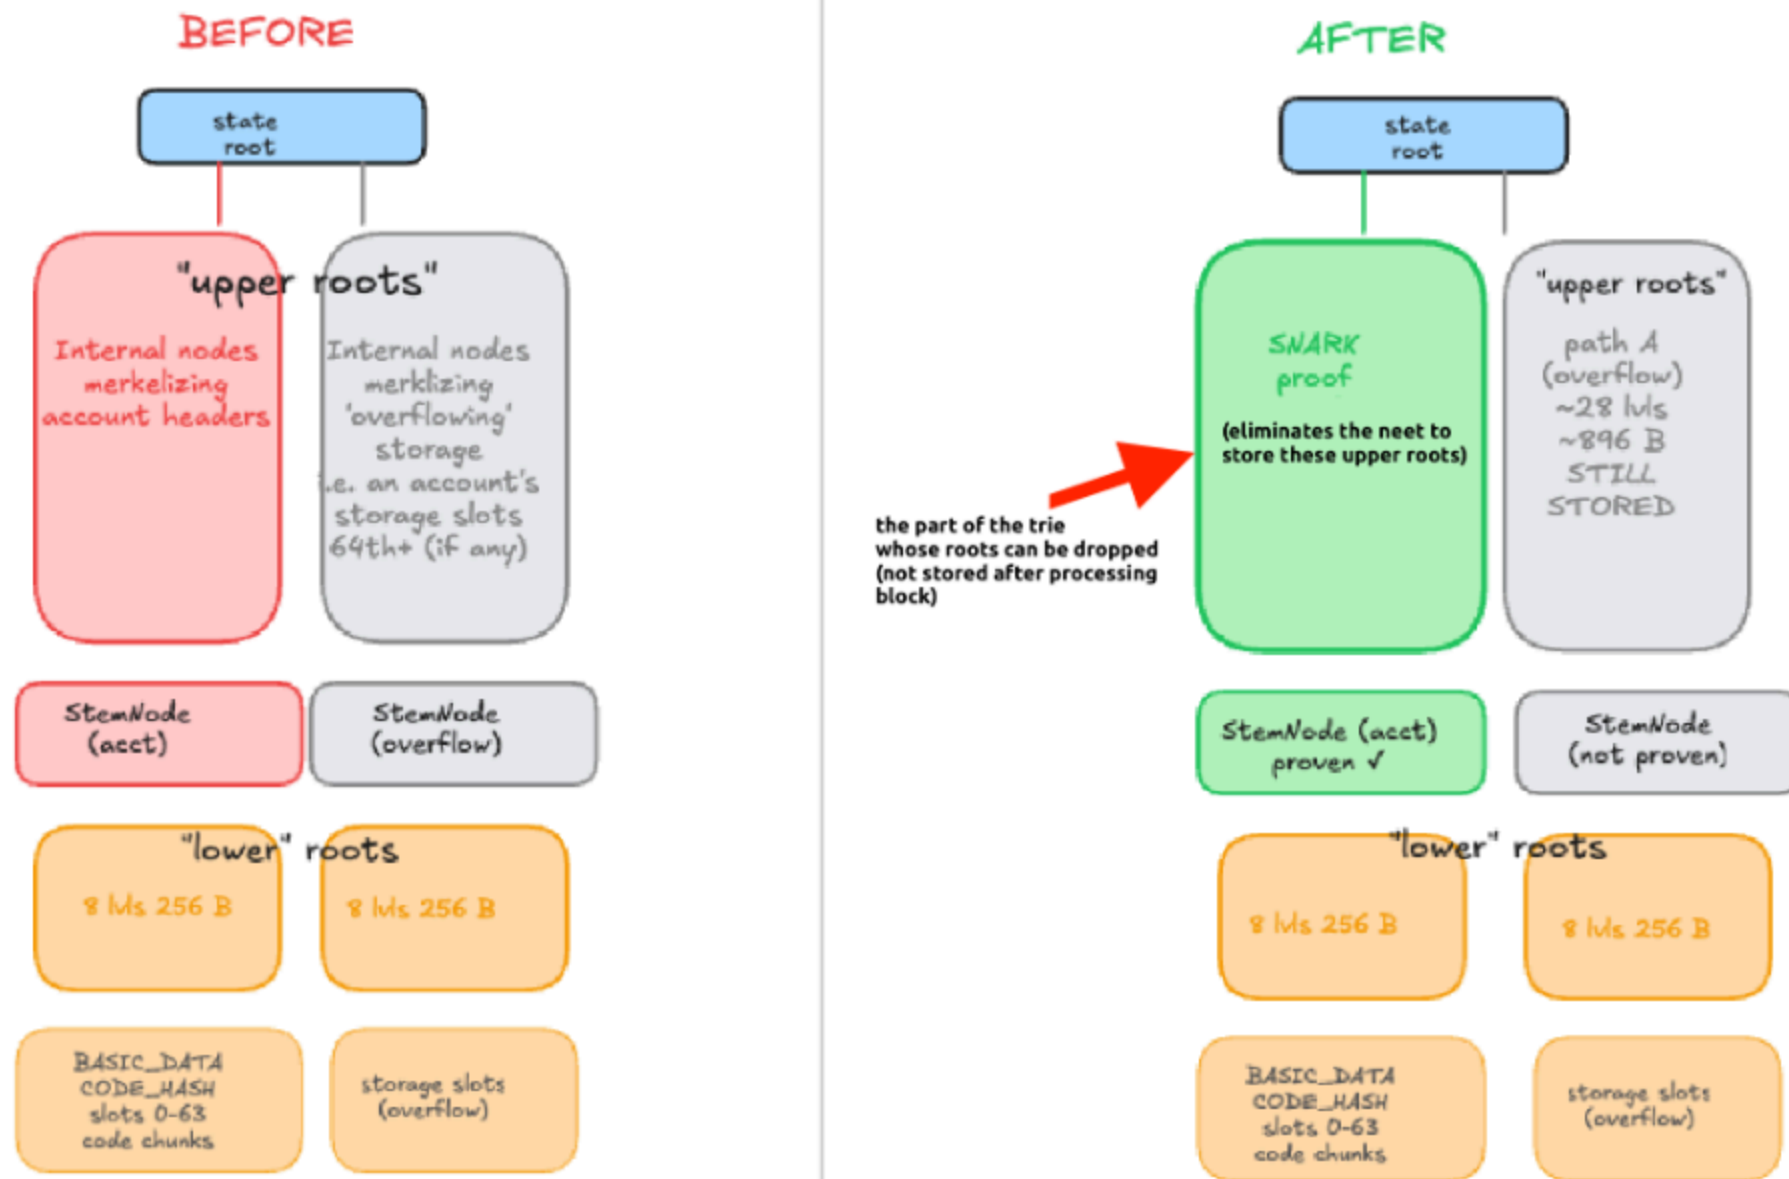 BEFORE
state
root
"upper roots"
Internal nodes
merkelizing
account headers
Internal nodes
merklizing
'overflowing'
storage
i.e. an account's
storage slots
64th+ (if any)
StemNode
(acct)
StemNode
(overflow)
"lower" roots
8 lvls 256 B
8 lvls 256 B
BASIC_DATA
CODE_HASH
slots 0-63
code chunks
storage slots
(overflow)
AFTER
state
root
SNARK
proof
(eliminates the neet to
store these upper roots)
the part of the trie
whose roots can be dropped
(not stored after processing
block)
"upper roots"
path A
(overflow)
~28 lvls
~896 B
STILL
STORED
StemNode (acct)
proven ✓
StemNode
(not proven)
"lower" roots
8 lvls 256 B
8 lvls 256 B
BASIC_DATA
CODE_HASH
slots 0-63
code chunks
storage slots
(overflow)